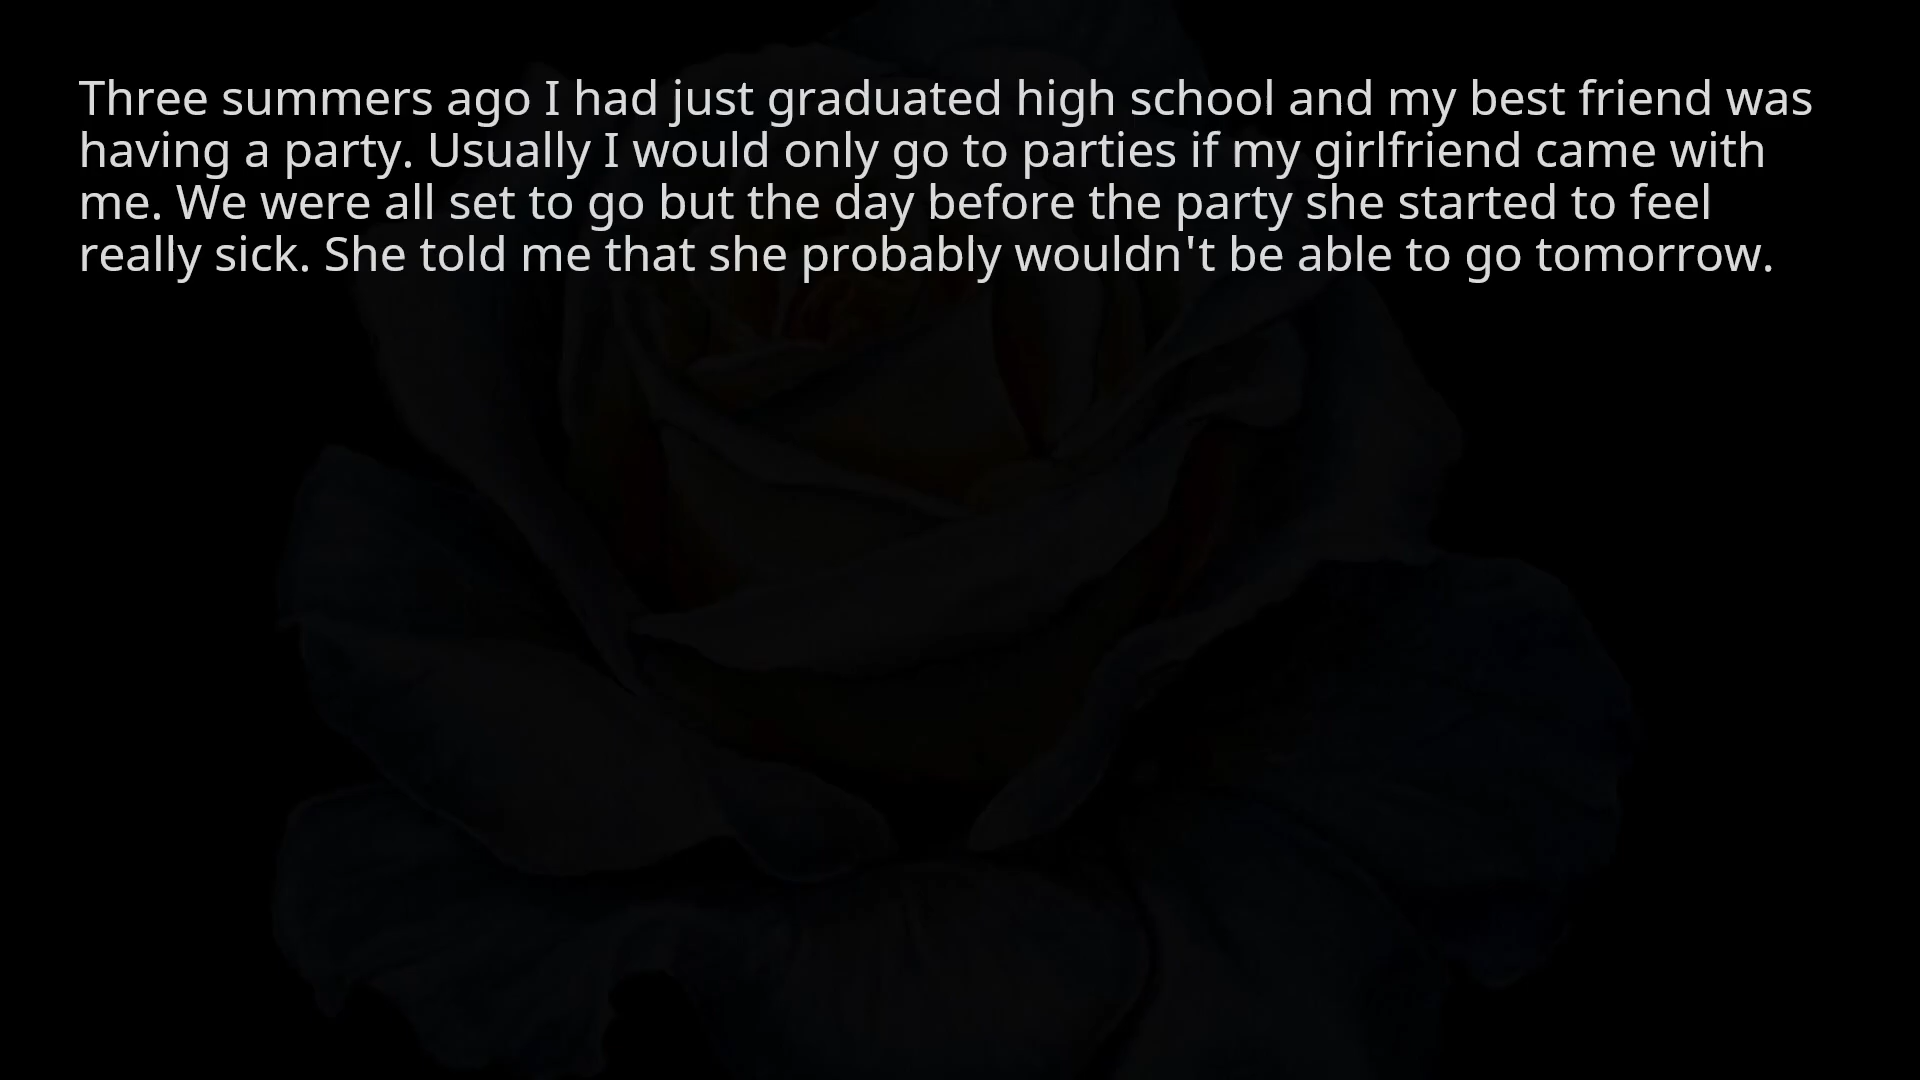 Three summers ago I had just graduated high school and my best friend was
having a party. Usually I would only go to parties if my girlfriend came with
me. We were all set to go but the day before the party she started to feel
really sick. She told me that she probably wouldn't be able to go tomorrow.